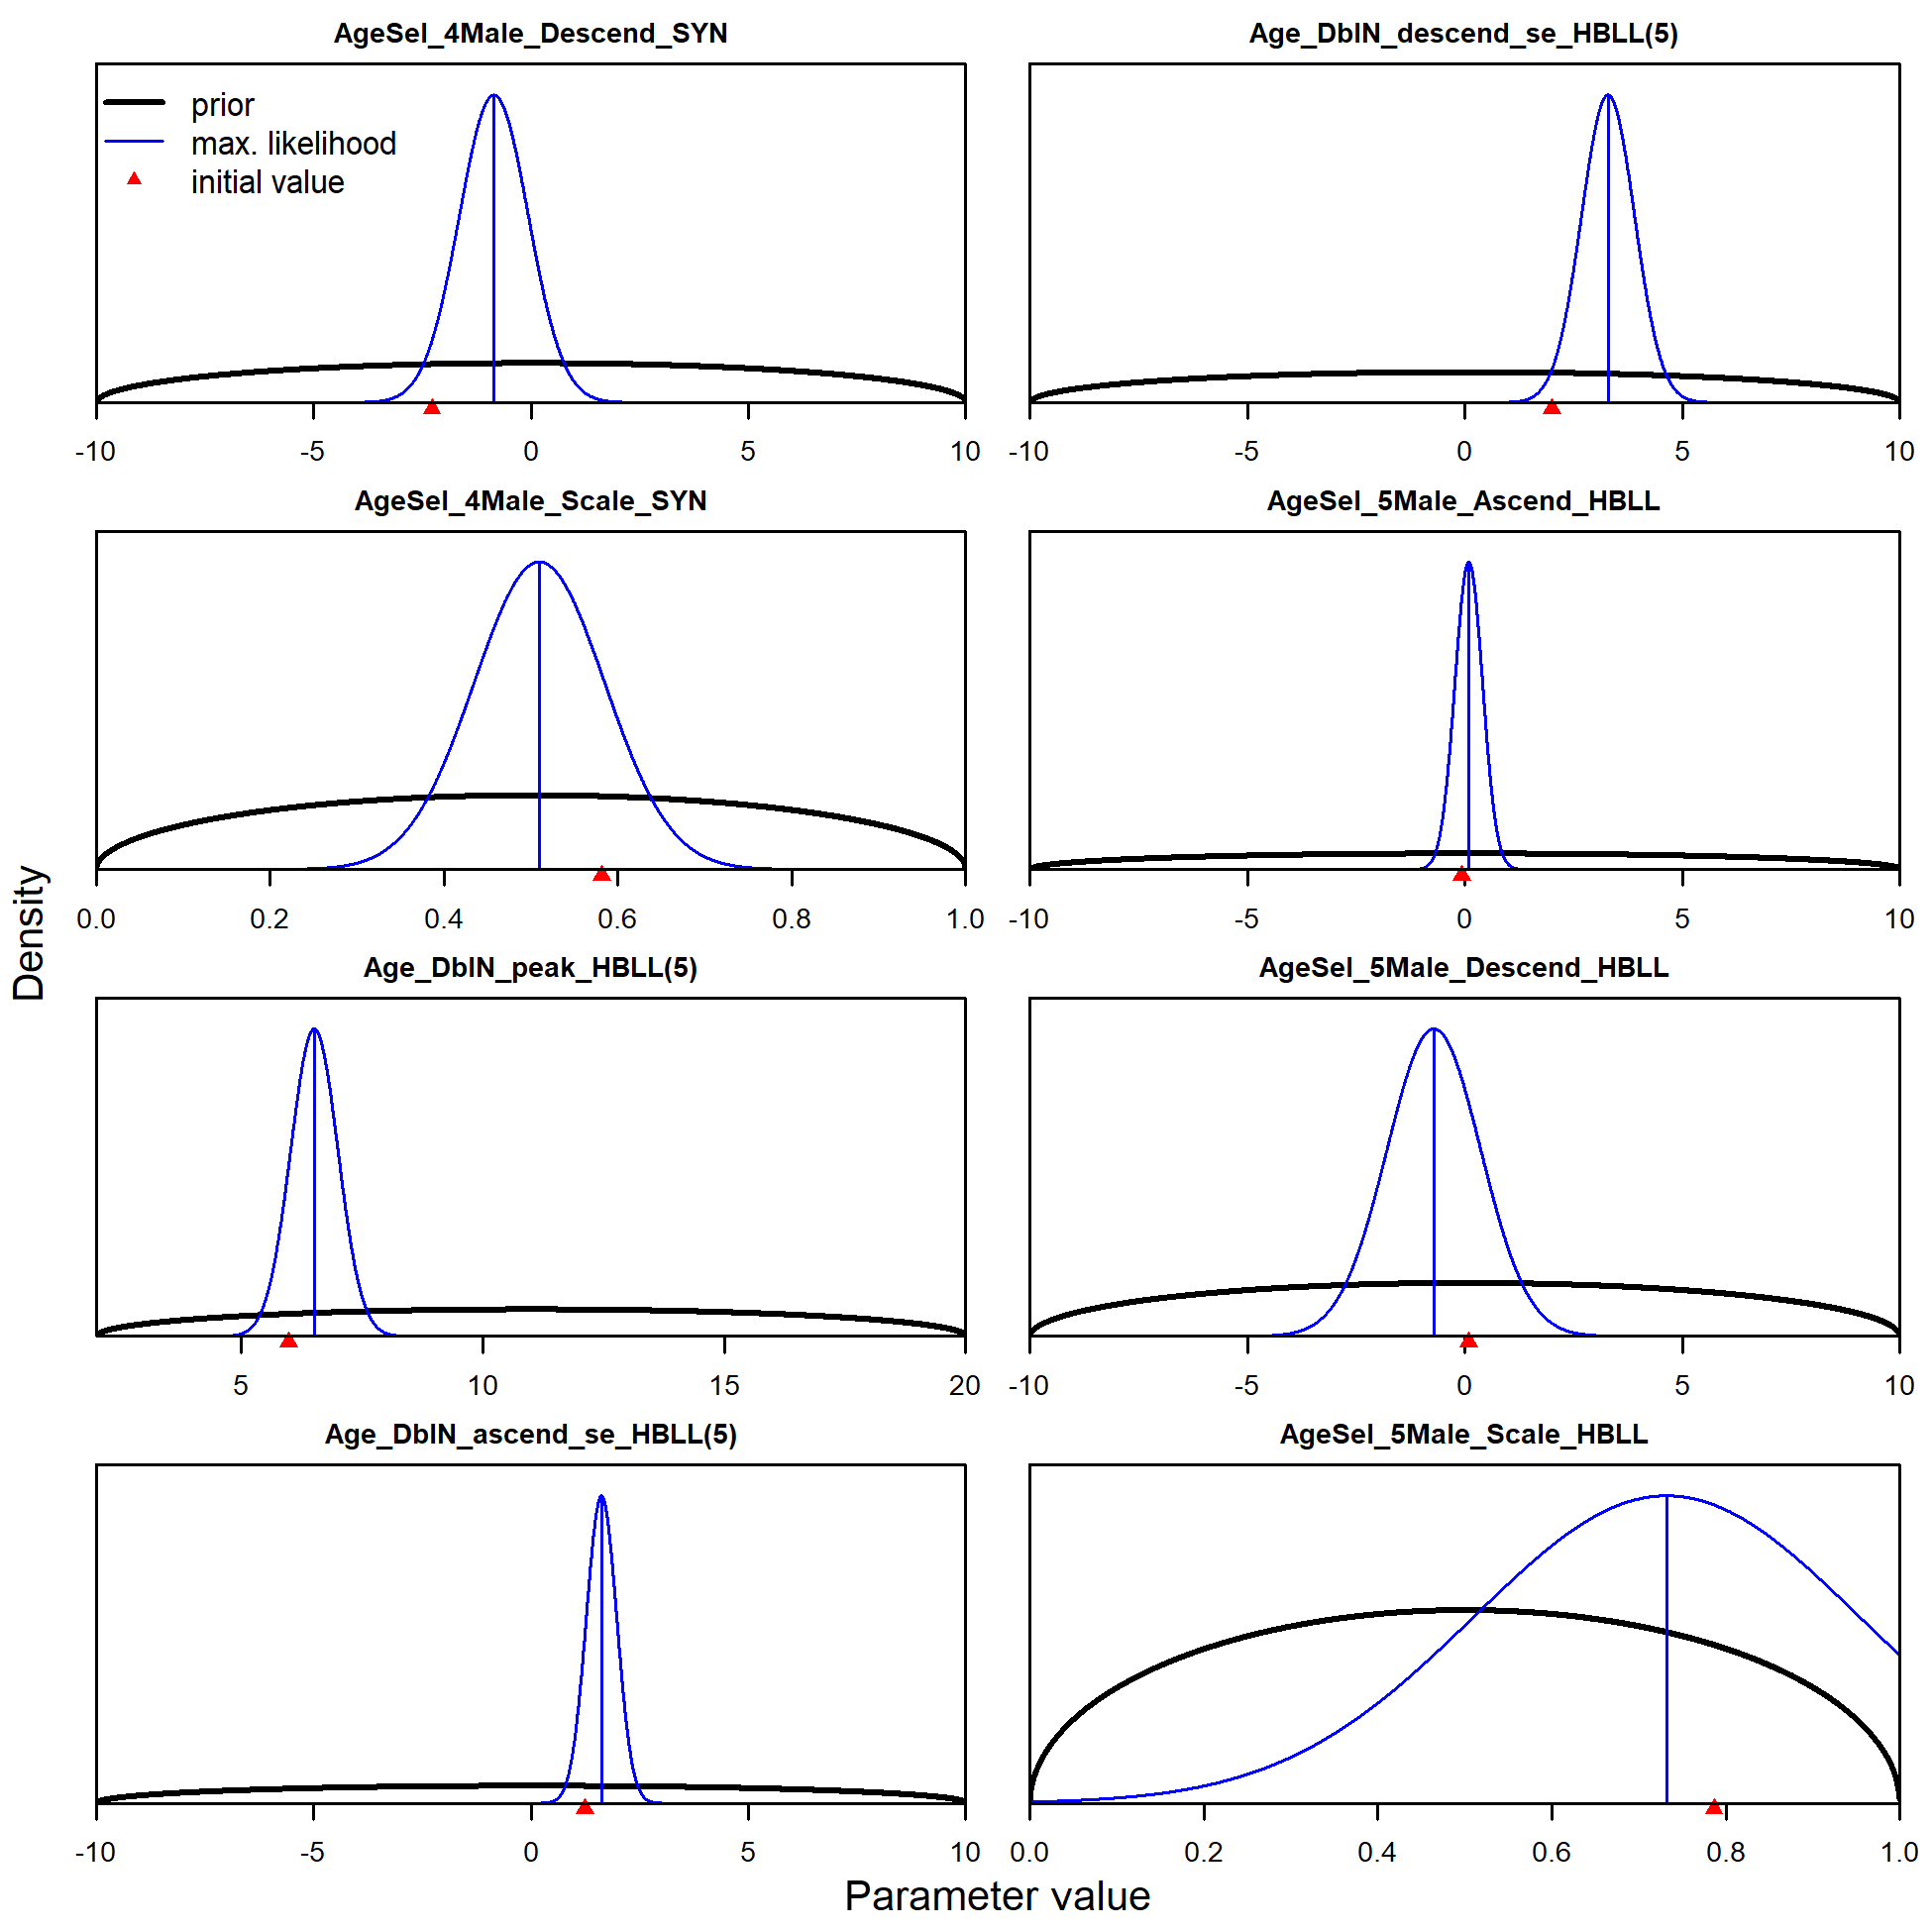 AgeSel_4Male_Descend_SYN
prior
max. likelihood
initial value
-10 -5 0 5 10
Age_DblN_descend_se_HBLL(5)
-10 -5 0 5 10
AgeSel_4Male_Scale_SYN
0.0 0.2 0.4 0.6 0.8 1.0
AgeSel_5Male_Ascend_HBLL
-10 -5 0 5 10
Age_DblN_peak_HBLL(5)
5 10 15 20
AgeSel_5Male_Descend_HBLL
-10 -5 0 5 10
Age_DblN_ascend_se_HBLL(5)
-10 -5 0 5 10
AgeSel_5Male_Scale_HBLL
0.0 0.2 0.4 0.6 0.8 1.0
Density
Parameter value